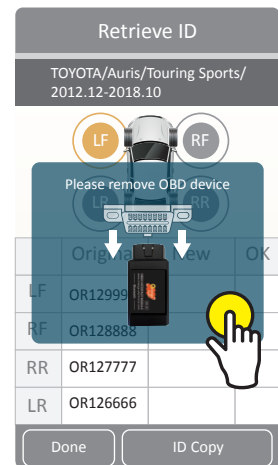 Retrieve ID
TOYOTA/Auris/Touring Sports/
2012.12-2018.10
LF RF
Please remove OBD device
LR RR
Original New OK
LF OR12999
RF OR128888
RR OR127777
LR OR126666
Done ID Copy